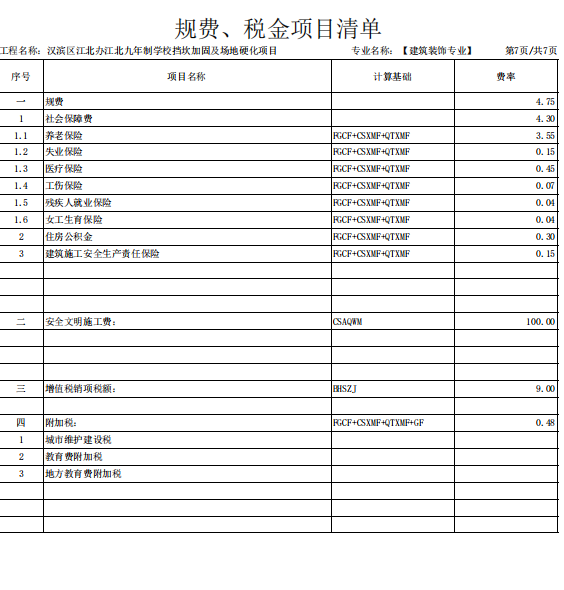 规费、税金项目清单
工程名称: 汉滨区江北办江北九年制学校挡坎加固及场地硬化项目 专业名称: 【建筑装饰专业】 第7页/共7页
序号 项目名称 计算基础 费率
一 规费 4.75
1 社会保障费 4.30
1.1 养老保险 FGCF+CSXMF+QTXMF 3.55
1.2 失业保险 FGCF+CSXMF+QTXMF 0.15
1.3 医疗保险 FGCF+CSXMF+QTXMF 0.45
1.4 工伤保险 FGCF+CSXMF+QTXMF 0.07
1.5 残疾人就业保险 FGCF+CSXMF+QTXMF 0.04
1.6 女工生育保险 FGCF+CSXMF+QTXMF 0.04
2 住房公积金 FGCF+CSXMF+QTXMF 0.30
3 建筑施工安全生产责任保险 FGCF+CSXMF+QTXMF 0.15
二 安全文明施工费: CSAQWM 100.00
三 增值税销项税额: BHSZJ 9.00
四 附加税: FGCF+CSXMF+QTXMF+GF 0.48
1 城市维护建设税
2 教育费附加税
3 地方教育费附加税